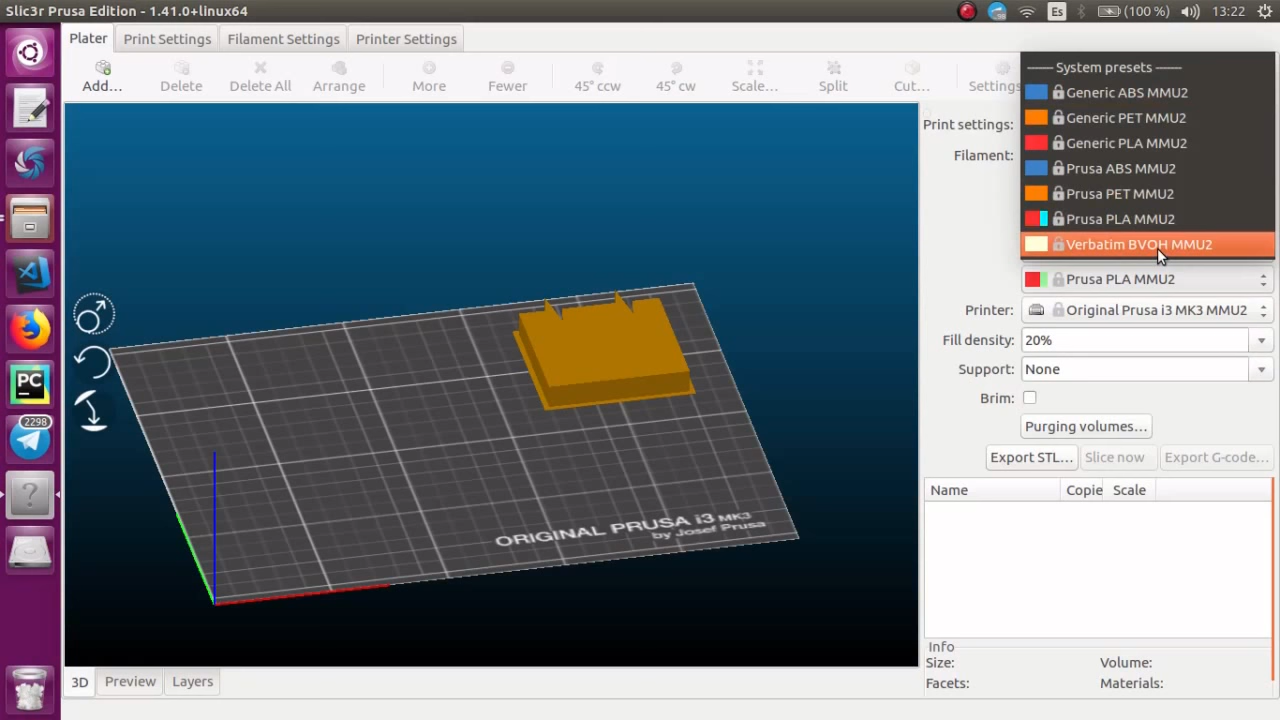 Slic3r Prusa Edition - 1.41.0+linux64
Es
(100 %)
13:22
Plater
Print Settings
Filament Settings
Printer Settings
Add...
Delete
Delete All
Arrange
More
Fewer
45° ccw
45° cw
Scale...
Split
Cut...
Settings
—— System presets ——
Generic ABS MMU2
Print settings:
Generic PET MMU2
Generic PLA MMU2
Filament:
Prusa ABS MMU2
Prusa PET MMU2
Prusa PLA MMU2
Verbatim BVOH MMU2
Prusa PLA MMU2
Printer:
Original Prusa i3 MK3 MMU2
Fill density:
20%
Support:
None
Brim:
Purging volumes...
Export STL...
Slice now
Export G-code...
Name
Copie
Scale
PC
2298
?
ORIGINAL PRUSA i3 MK3
by Josef Prusa
Info
Size:
Volume:
Facets:
Materials:
3D
Preview
Layers